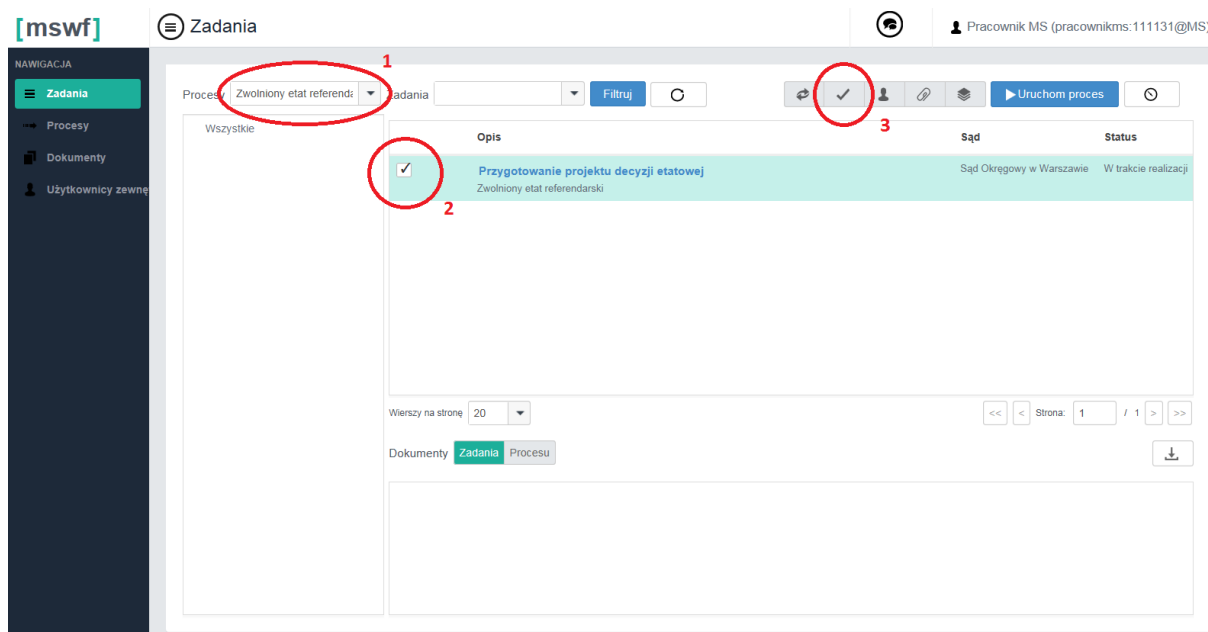 [mswf]
Zadania
Pracownik MS (pracownikms:111131@MS)
NAWIGACJA
Zadania
Procesy
Dokumenty
Użytkownicy zewnę
1
Procesy Zwolniony etat referenda Zadania Filtruj Uruchom proces
3
Wszystkie
Opis Sąd Status
Przygotowanie projektu decyzji etatowej Sąd Okręgowy w Warszawie W trakcie realizacji
Zwolniony etat referendarski
2
Wierszy na stronę 20 << < Strona: 1 / 1 > >>
Dokumenty Zadania Procesu